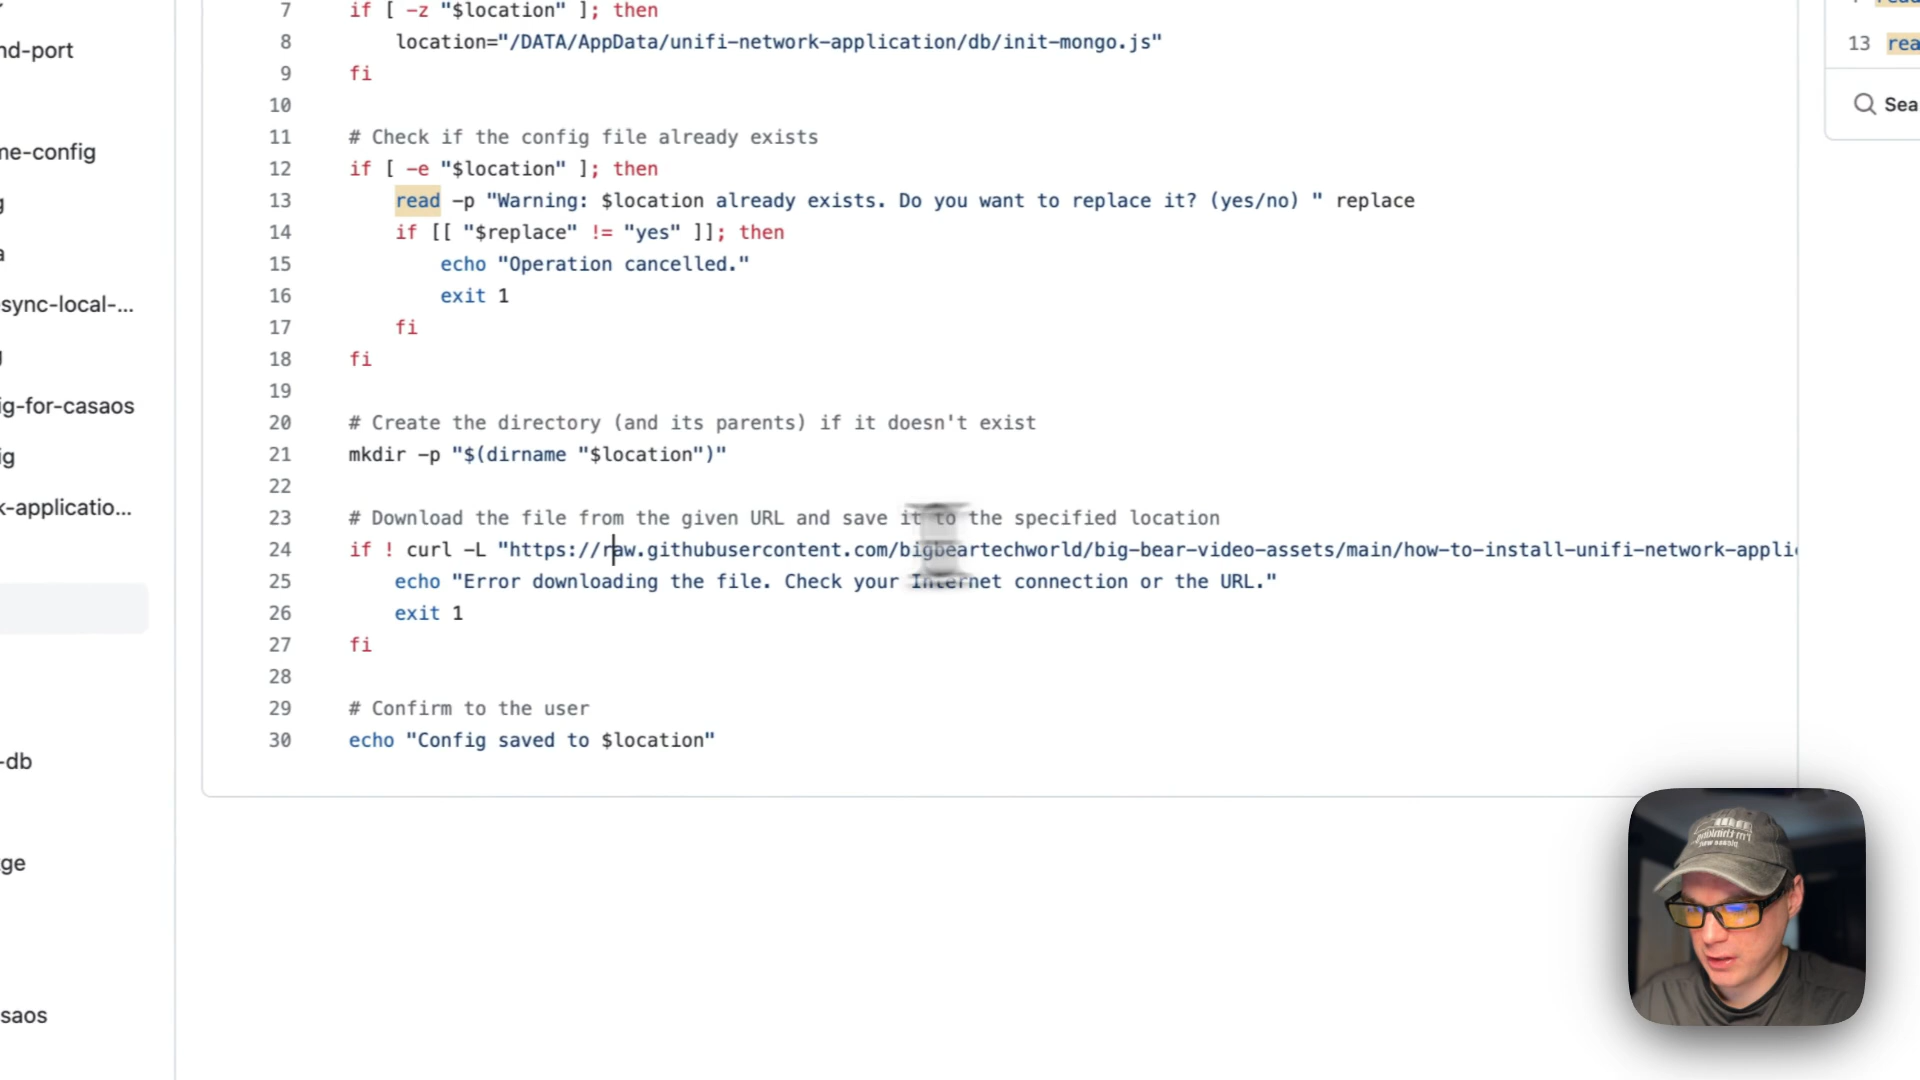 nd-port
me-config
g
a
sync-local-...
g
ig-for-casaos
ig
k-applicatio...
-db
ge
saos
7 if [ -z "$location" ]; then
8 location="/DATA/AppData/unifi-network-application/db/init-mongo.js"
9 fi
10
11 # Check if the config file already exists
12 if [ -e "$location" ]; then
13 read -p "Warning: $location already exists. Do you want to replace it? (yes/no) " replace
14 if [[ "$replace" != "yes" ]]; then
15 echo "Operation cancelled."
16 exit 1
17 fi
18 fi
19
20 # Create the directory (and its parents) if it doesn't exist
21 mkdir -p "$(dirname "$location")"
22
23 # Download the file from the given URL and save it to the specified location
24 if ! curl -L "https://raw.githubusercontent.com/bigbeartechworld/big-bear-video-assets/main/how-to-install-unifi-network-appli
25 echo "Error downloading the file. Check your Internet connection or the URL."
26 exit 1
27 fi
28
29 # Confirm to the user
30 echo "Config saved to $location"
13 rea
Sea